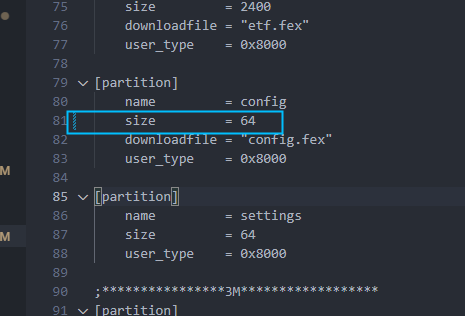 75 size = 2400
76 downloadfile = "etf.fex"
77 user_type = 0x8000
78
79 [partition]
80 name = config
81 size = 64
82 downloadfile = "config.fex"
83 user_type = 0x8000
84
M
85 [partition]
86 name = settings
M
87 size = 64
88 user_type = 0x8000
89
90 ;****************3M******************
91 [partition]